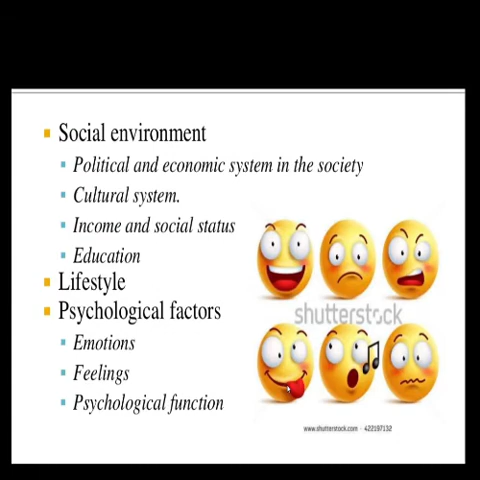 Social environment
Political and economic system in the society
Cultural system.
Income and social status
Education
Lifestyle
Psychological factors
Emotions
Feelings
Psychological function
shutterstock
www.shutterstock.com · 422197132